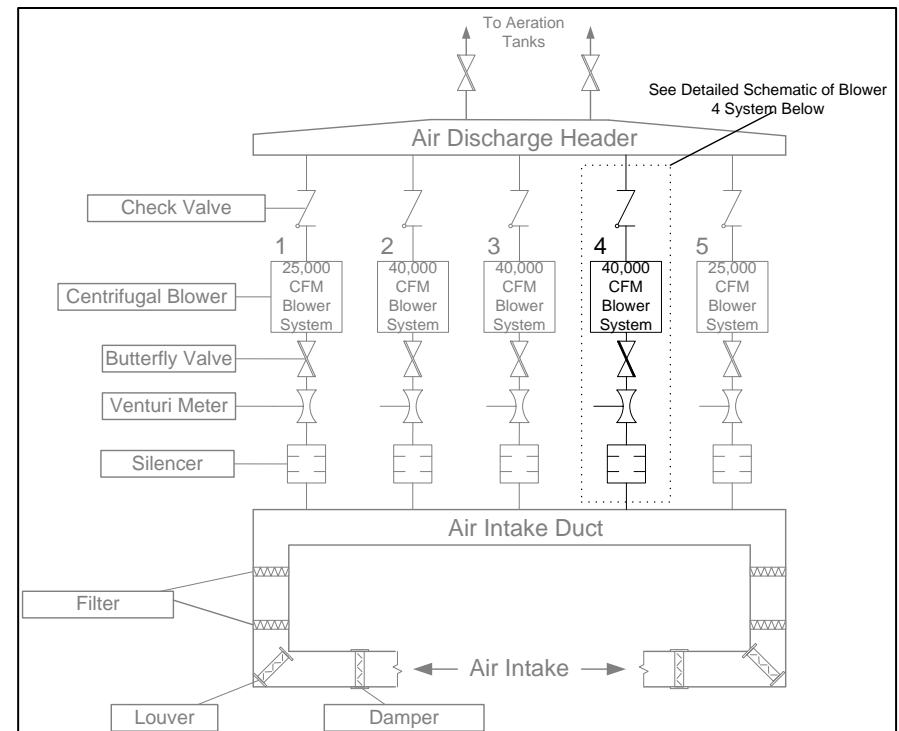 To Aeration
Tanks
See Detailed Schematic of Blower
4 System Below
Air Discharge Header
Check Valve
1
2
3
4
5
25,000
CFM
Blower
System
40,000
CFM
Blower
System
40,000
CFM
Blower
System
40,000
CFM
Blower
System
25,000
CFM
Blower
System
Centrifugal Blower
Butterfly Valve
Venturi Meter
Silencer
Air Intake Duct
Filter
Air Intake
Louver
Damper